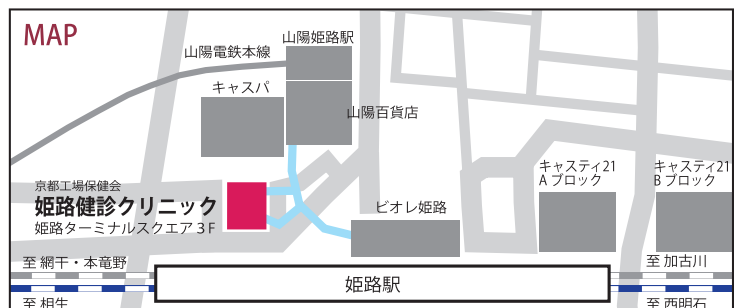 MAP
山陽姫路駅
山陽電鉄本線
キャスパ
山陽百貨店
キャスティ21
A ブロック
キャスティ21
B ブロック
京都工場保健会
姫路健診クリニック
姫路ターミナルスクエア 3F
ピオレ姫路
至 網干・本竜野
至 加古川
姫路駅
至 相生
至 西明石